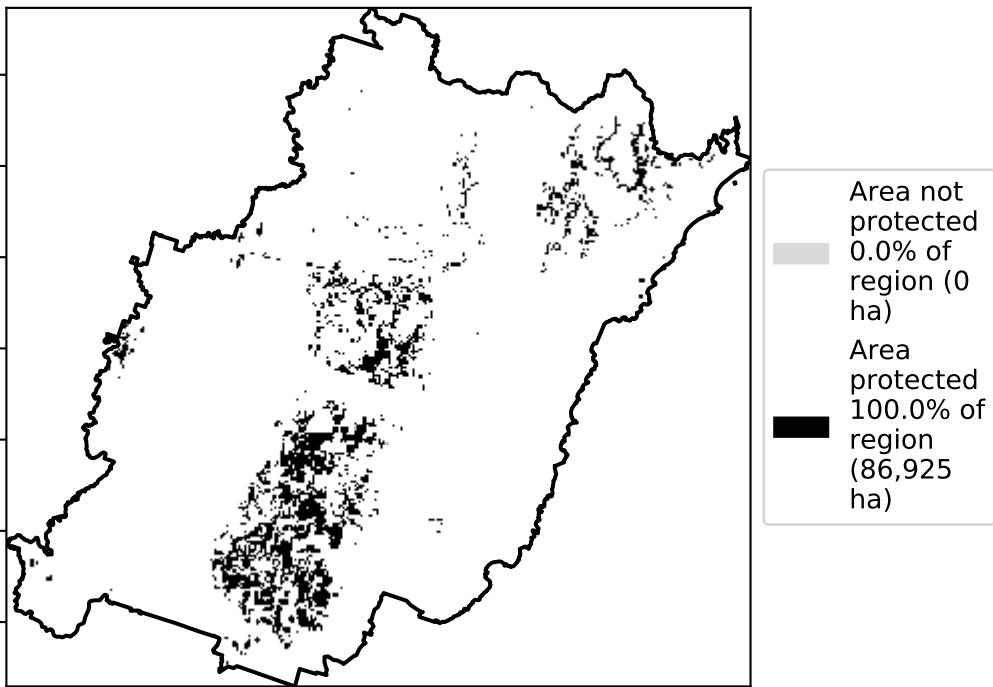 Area not
protected
0.0% of
region (0
ha)
Area
protected
100.0% of
region
(86,925
ha)